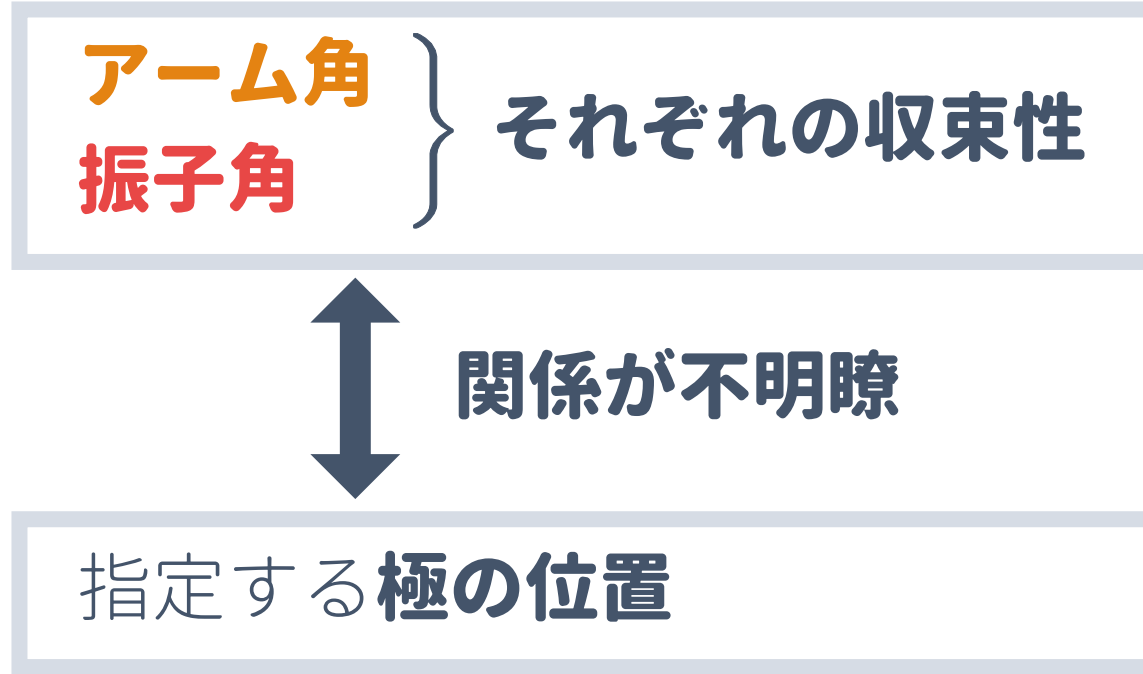 アーム角
振子角
それぞれの収束性
関係が不明瞭
指定する極の位置